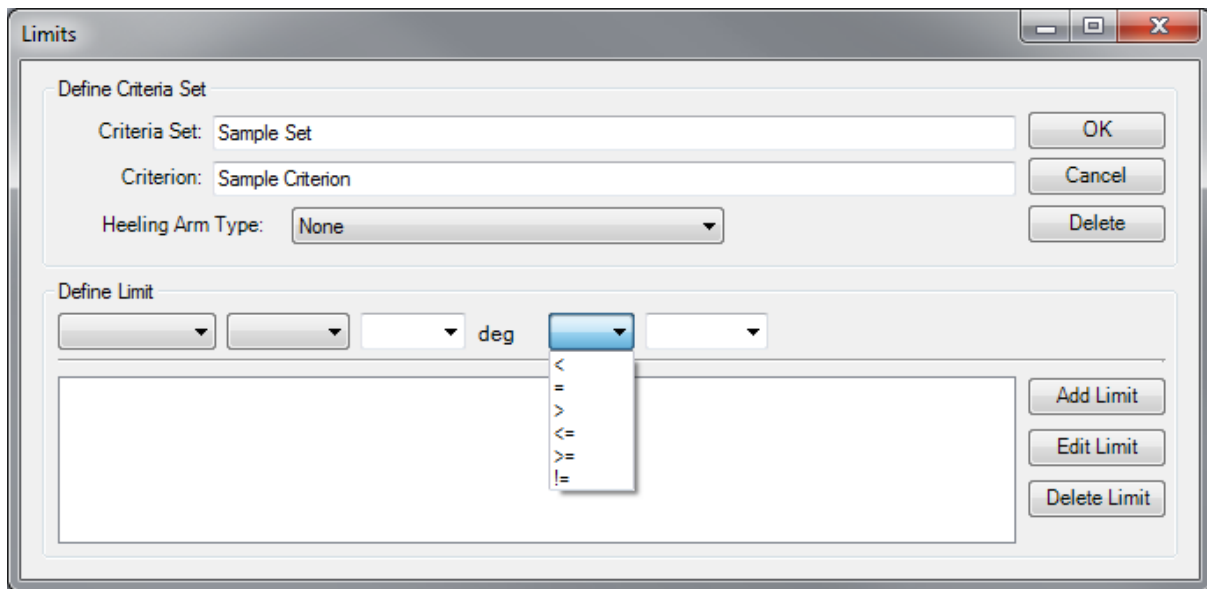 Limits
Define Criteria Set
Criteria Set: Sample Set OK
Criterion: Sample Criterion Cancel
Heeling Arm Type: None Delete
Define Limit
deg
<
=
>
<=
>=
!=
Add Limit
Edit Limit
Delete Limit